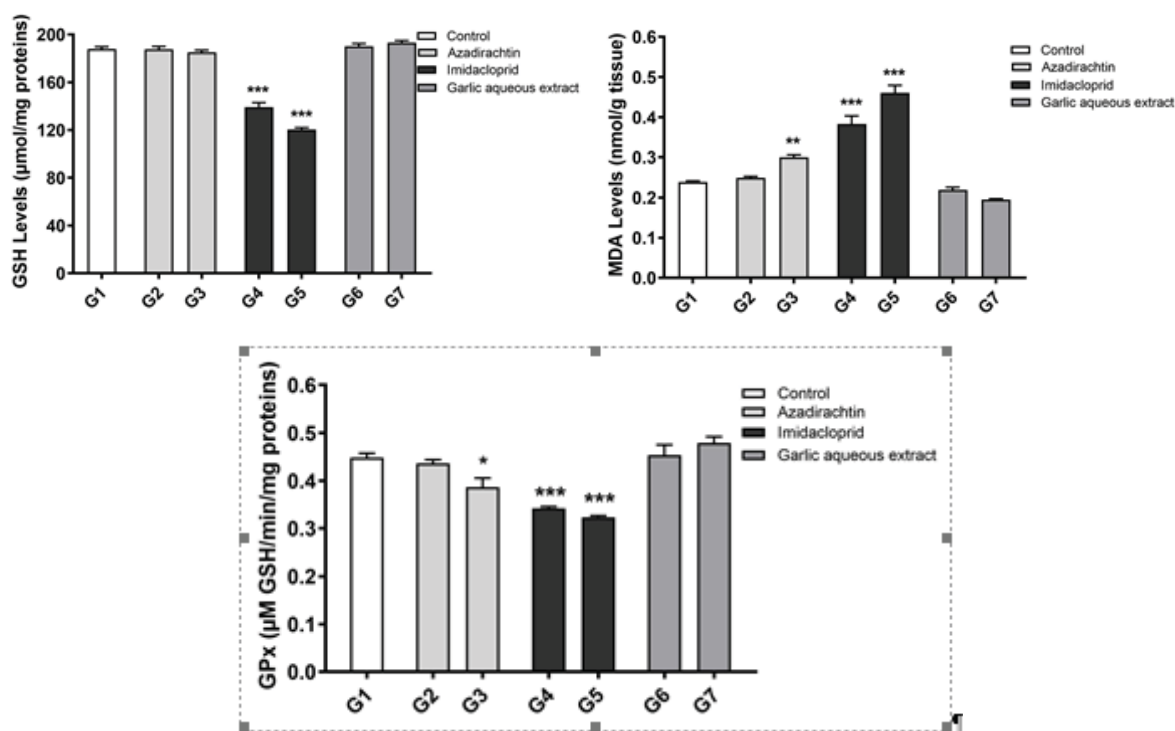 GSH Levels (µmol/mg proteins)
200
160
120
80
40
0
***
***
G1
G2
G3
G4
G5
G6
G7
Control
Azadirachtin
Imidacloprid
Garlic aqueous extract
MDA Levels (nmol/g tissue)
0.6
0.5
0.4
0.3
0.2
0.1
0.0
**
***
***
G1
G2
G3
G4
G5
G6
G7
Control
Azadirachtin
Imidacloprid
Garlic aqueous extract
GPx (µM GSH/min/mg proteins)
0.6
0.5
0.4
0.3
0.2
0.1
0.0
*
***
***
G1
G2
G3
G4
G5
G6
G7
Control
Azadirachtin
Imidacloprid
Garlic aqueous extract
¶